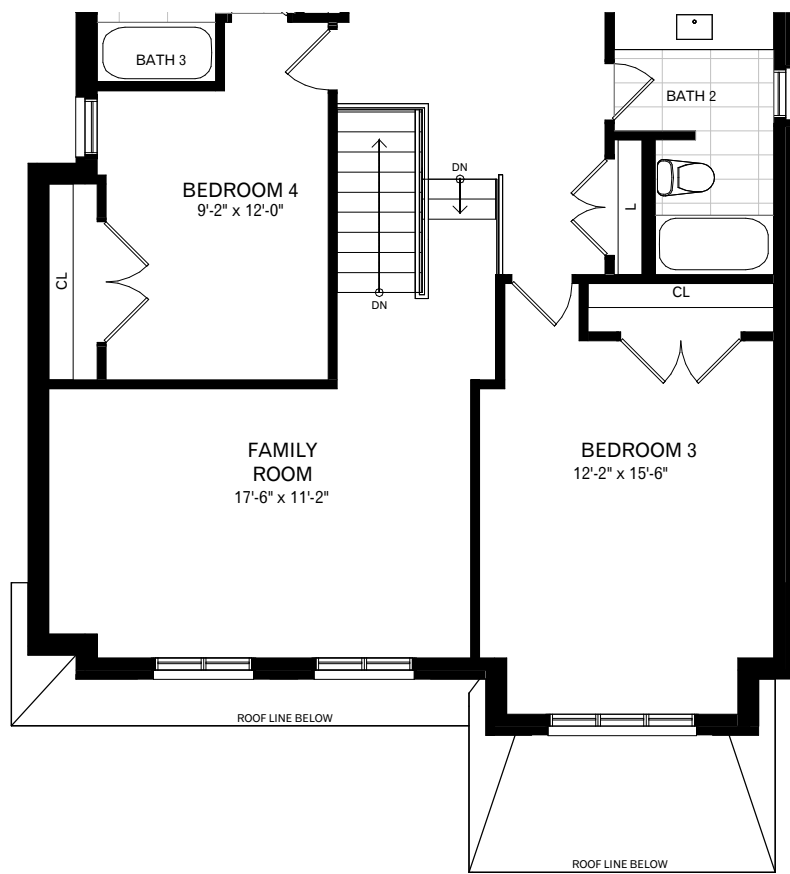 BATH 3
BATH 2
BEDROOM 4
9'-2" x 12'-0"
DN
L
CL
CL
DN
FAMILY
ROOM
17'-6" x 11'-2"
BEDROOM 3
12'-2" x 15'-6"
ROOF LINE BELOW
ROOF LINE BELOW